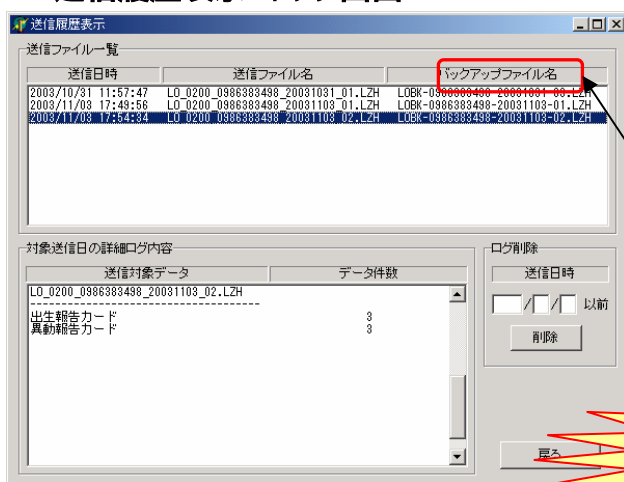 送信履歴表示
送信ファイル一覧
送信日時 送信ファイル名 バックアップファイル名
2003/10/31 11:57:47 LO_0200_0986383498_20031031_01.LZH
2003/11/03 17:49:56 LO_0200_0986383498_20031103_01.LZH LOBK-0986383498-20031103-01.LZH
2003/11/03 17:54:34 LO_0200_0986383498_20031103_02.LZH LOBK-0986383498-20031103-02.LZH
対象送信日の詳細ログ内容
送信対象データ データ件数
LO_0200_0986383498_20031103_02.LZH
----------------------------------
出生報告カード 3
異動報告カード 3
ログ削除
送信日時
/ / 以前
削除
戻る